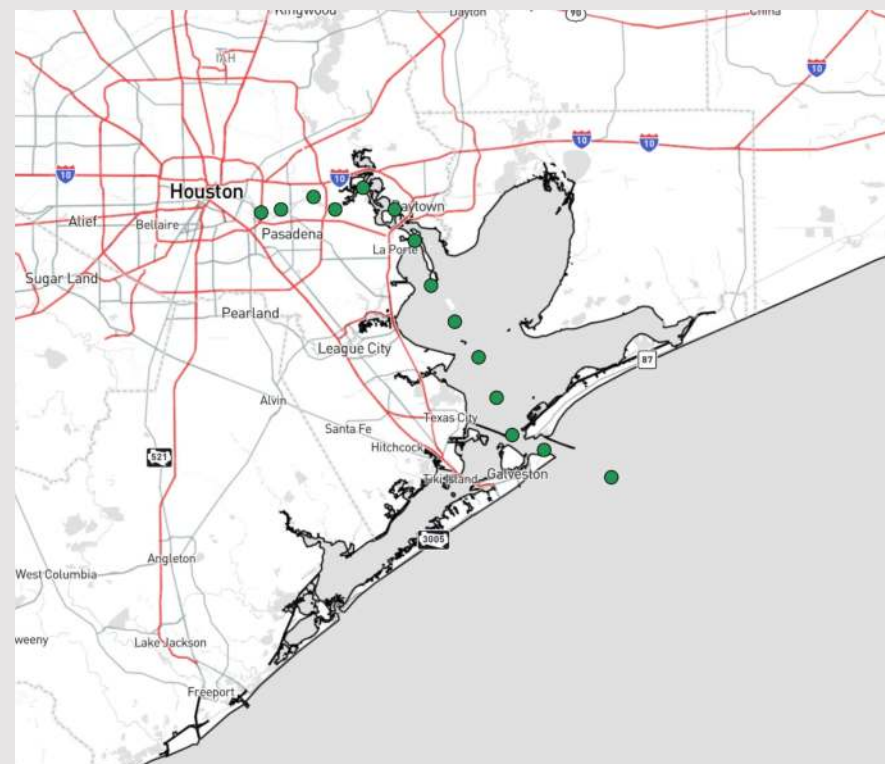 Kingwood
Dayton
90
China
IAH
10
10
10
10
10
Houston
Baytown
Alief
Bellaire
Pasadena
La Porte
Sugar Land
Pearland
League City
87
Alvin
Texas City
Santa Fe
Hitchcock
521
Tiki Island
Galveston
3005
Angleton
West Columbia
weeny
Lake Jackson
Freeport